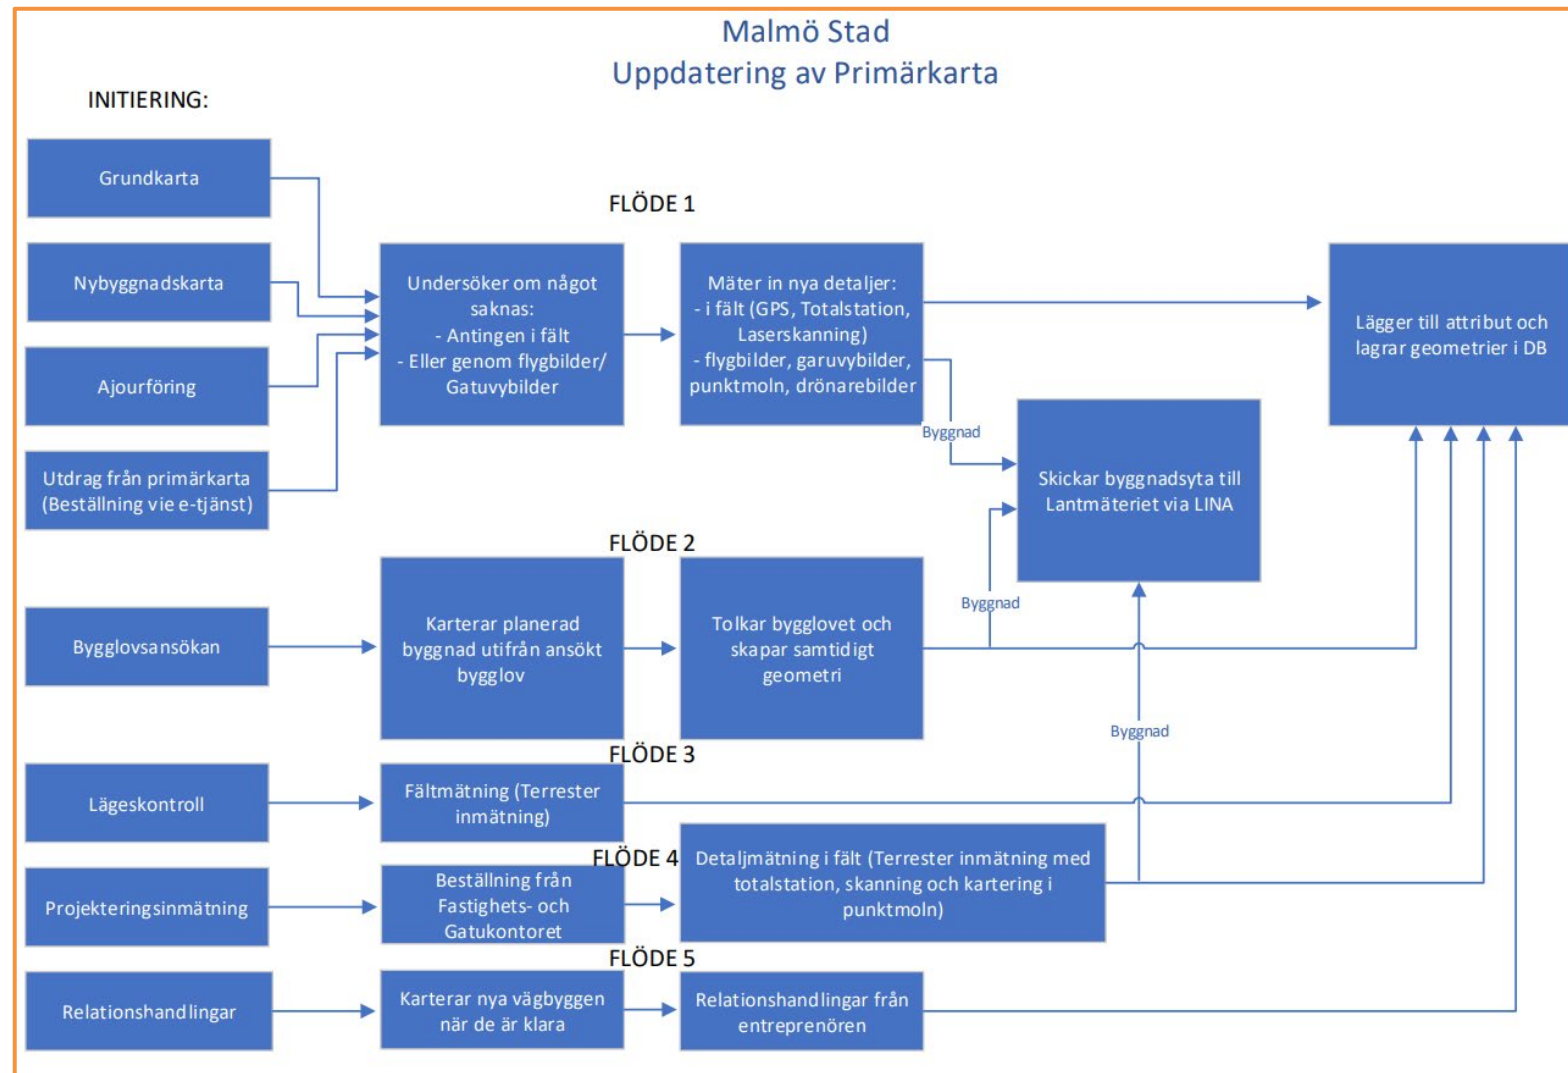 Malmö Stad
Uppdatering av Primärkarta
INITIERING:
Grundkarta
Nybyggnadskarta
Ajourföring
Utdrag från primärkarta
(Beställning vie e-tjänst)
FLÖDE 1
Undersöker om något
saknas:
- Antingen i fält
- Eller genom flygbilder/
Gatuvybilder
Mäter in nya detaljer:
- i fält (GPS, Totalstation,
Laserskanning)
- flygbilder, garuvybilder,
punktmoln, drönarebilder
Byggnad
Lägger till attribut och
lagrar geometrier i DB
Skickar byggnadsyta till
Lantmäteriet via LINA
FLÖDE 2
Bygglovsansökan
Karterar planerad
byggnad utifrån ansökt
bygglov
Tolkar bygglovet och
skapar samtidigt
geometri
Byggnad
FLÖDE 3
Lägeskontroll
Fältmätning (Terrester
inmätning)
Byggnad
FLÖDE 4
Projekteringsinmätning
Beställning från
Fastighets- och
Gatukontoret
Detaljmätning i fält (Terrester inmätning med
totalstation, skanning och kartering i
punktmoln)
FLÖDE 5
Relationshandlingar
Karterar nya vägbyggen
när de är klara
Relationshandlingar från
entreprenören